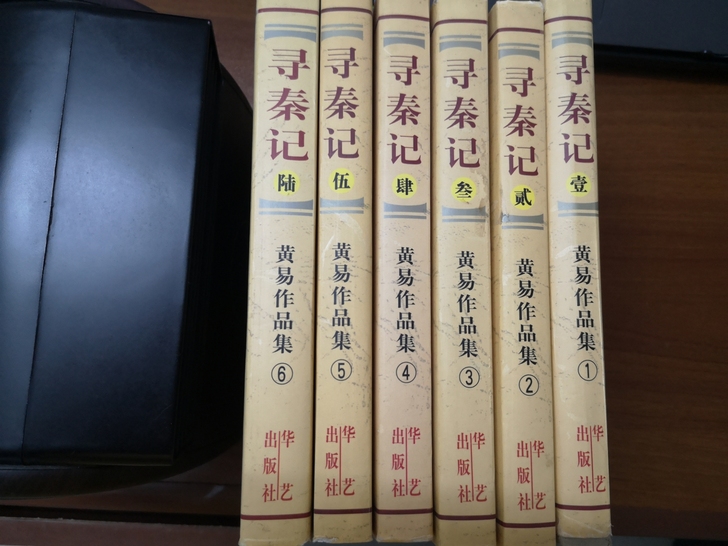 寻秦记
陆
黄易作品集
⑥
华艺
出版社
寻秦记
伍
黄易作品集
⑤
华艺
出版社
寻秦记
肆
黄易作品集
④
华艺
出版社
寻秦记
叁
黄易作品集
③
华艺
出版社
寻秦记
贰
黄易作品集
②
华艺
出版社
寻秦记
壹
黄易作品集
①
华艺
出版社